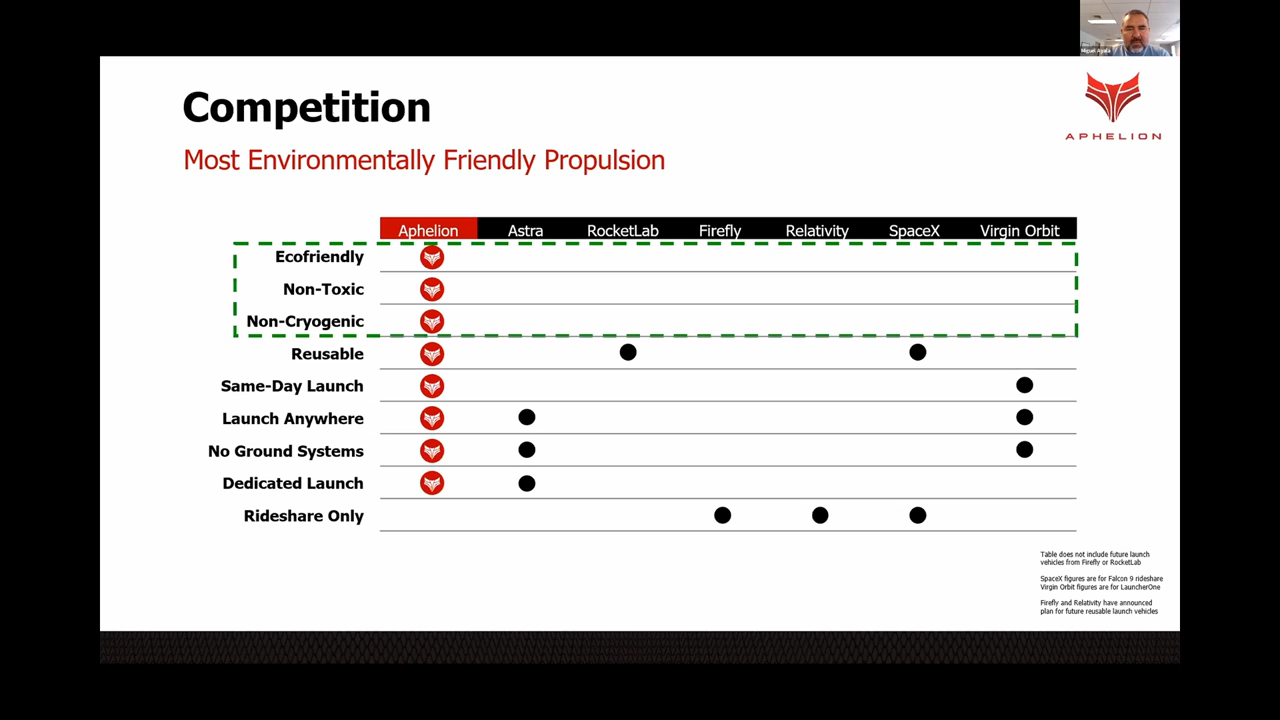 Miguel Ayala
Competition
APHELION
Most Environmentally Friendly Propulsion
Aphelion Astra RocketLab Firefly Relativity SpaceX Virgin Orbit
Ecofriendly
Non-Toxic
Non-Cryogenic
Reusable
Same-Day Launch
Launch Anywhere
No Ground Systems
Dedicated Launch
Rideshare Only
Table does not include future launch
vehicles from Firefly or RocketLab
SpaceX figures are for Falcon 9 rideshare
Virgin Orbit figures are for LauncherOne
Firefly and Relativity have announced
plan for future reusable launch vehicles